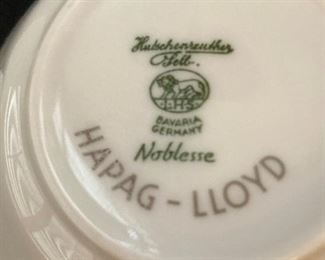 Hutschenreuther
Selb.
L.H.S.
BAVARIA
GERMANY
Noblesse
HAPAG-LLOYD